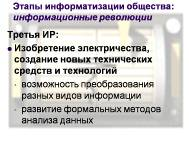 Этапы информатизации общества:
информационные революции
Третья ИР:
● Изобретение электричества,
создание новых технических
средств и технологий
- возможность преобразования
разных видов информации
- развитие формальных методов
анализа данных